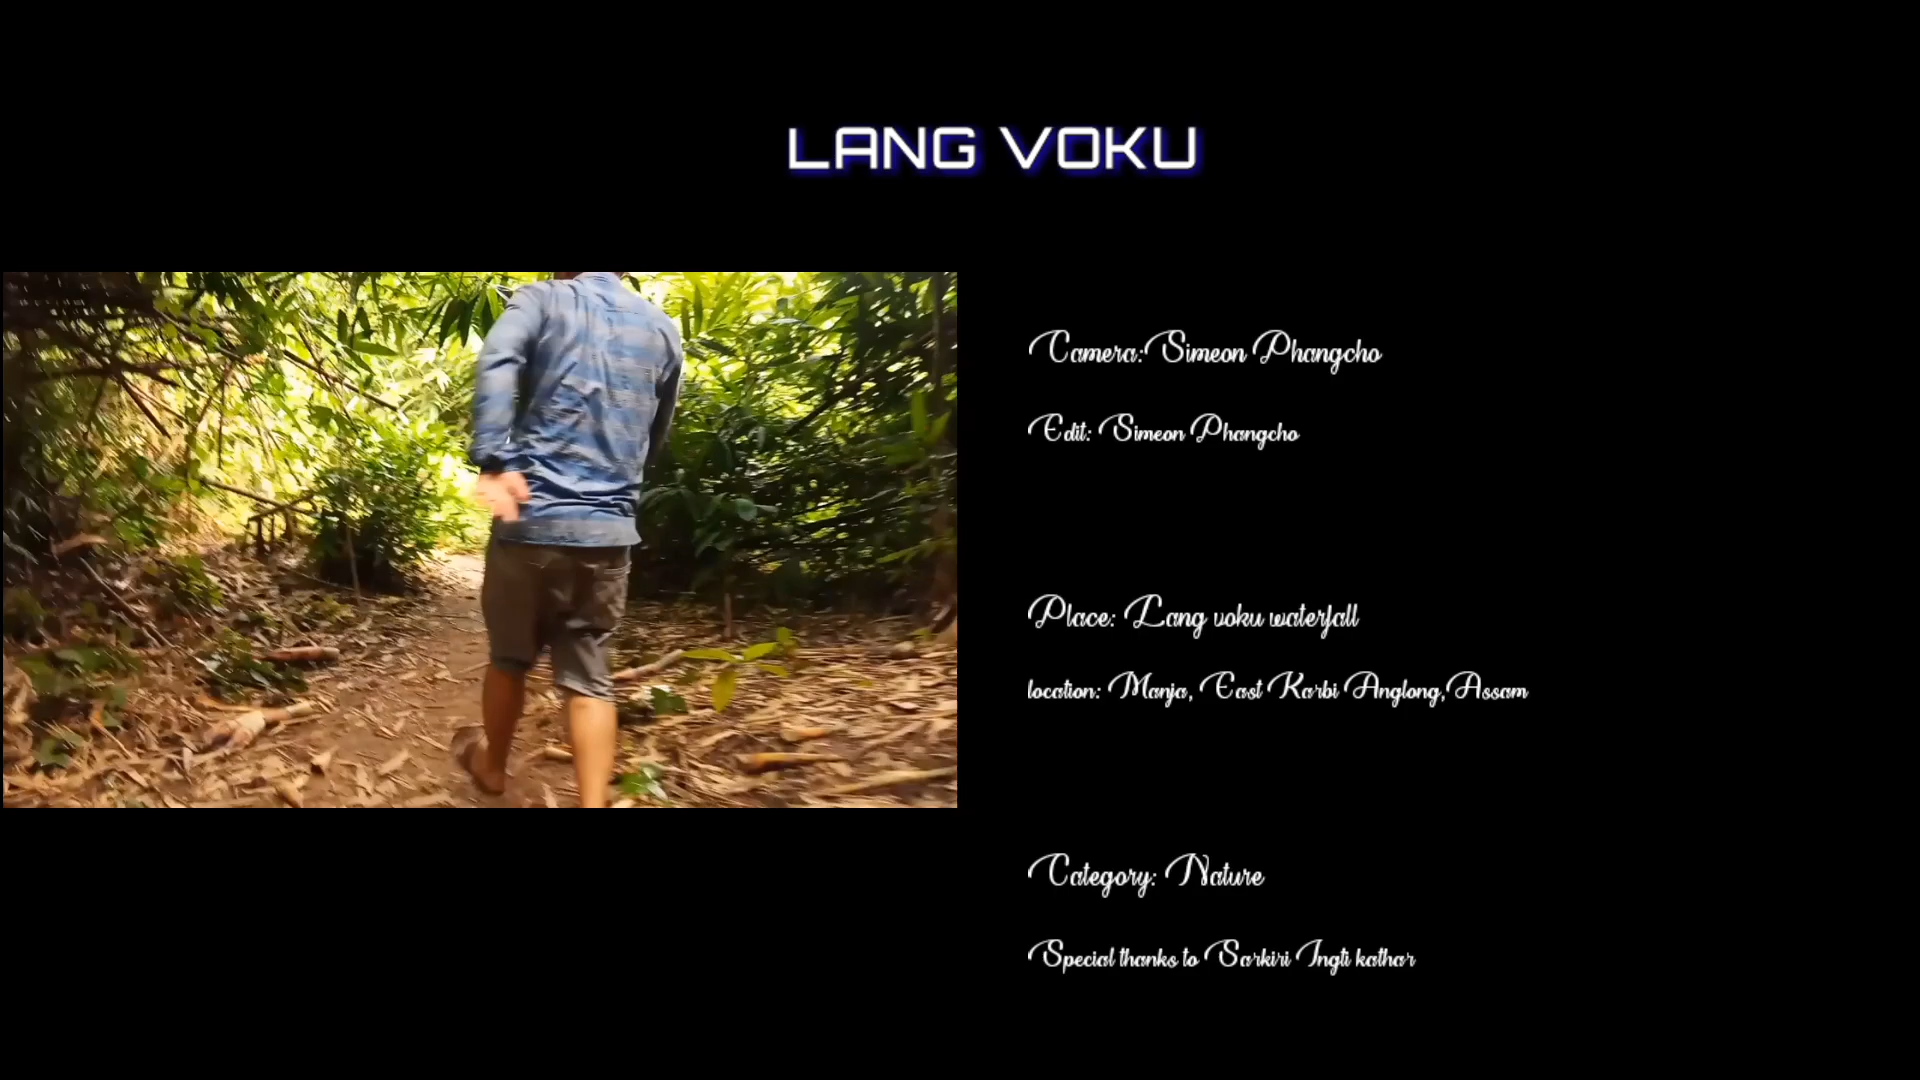 LANG VOKU
Camera:Simeon Phangcho
Edit: Simeon Phangcho
Place: Lang voku waterfall
location: Manja, East Karbi Anglong,Assam
Category: Nature
Special thanks to Sarkiri Ingti kathar